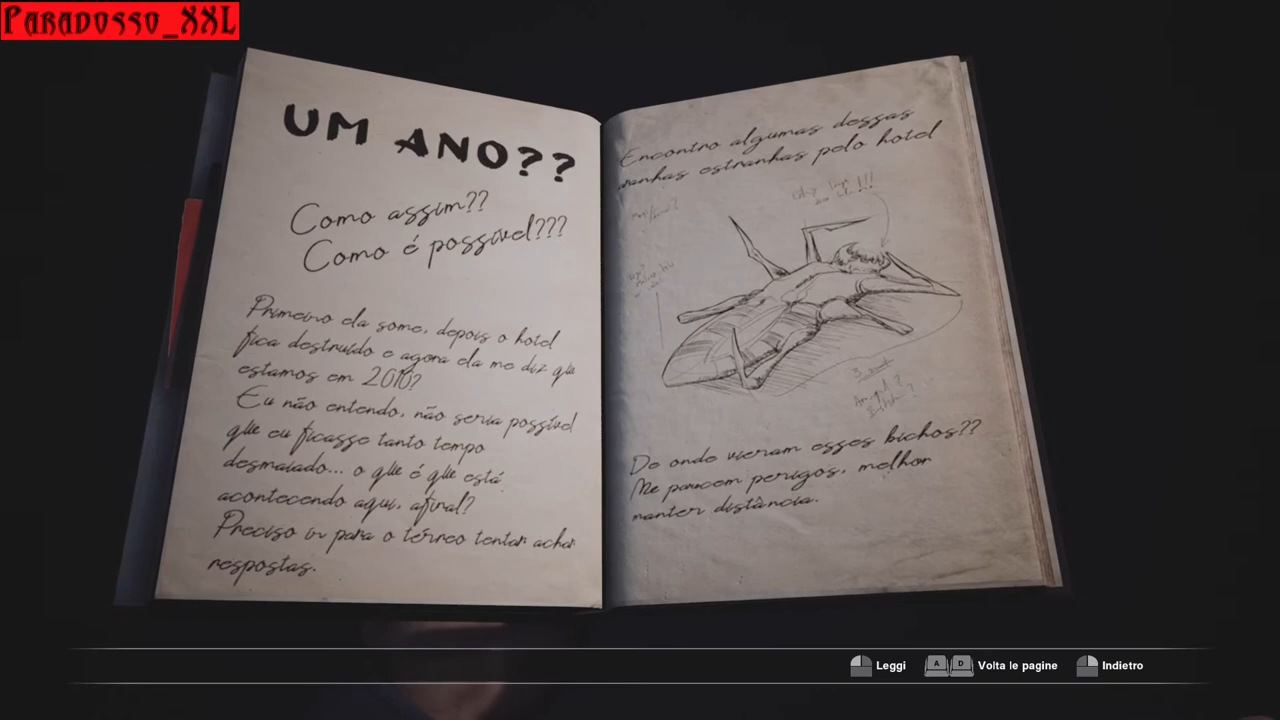 Paradosso_XXL
UM ANO??
Como assim??
Como é possível???
Primeiro ela some, depois o hotel
fica destruído e agora ela me diz que
estamos em 2010?
Eu não entendo, não seria possível
que eu ficasse tanto tempo
desmaiado... o que é que está
acontecendo aqui, afinal?
Preciso ir para o térreo tentar achar
respostas.
Encontro algumas dessas
aranhas estranhas pelo hotel
De onde vieram esses bichos??
Me parecem perigos, melhor
manter distância.
Leggi
A D Volta le pagine
Indietro